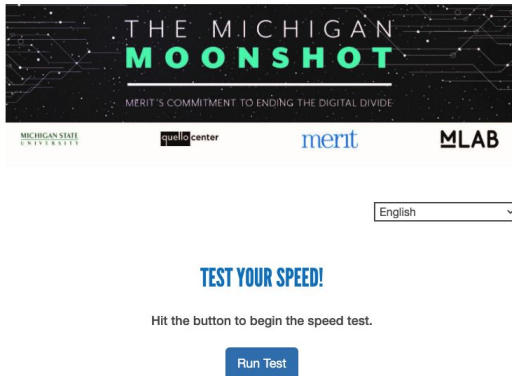 THE MICHIGAN
MOONSHOT
MERIT'S COMMITMENT TO ENDING THE DIGITAL DIVIDE
MICHIGAN STATE
UNIVERSITY
quello center
merit
MLAB
English
TEST YOUR SPEED!
Hit the button to begin the speed test.
Run Test